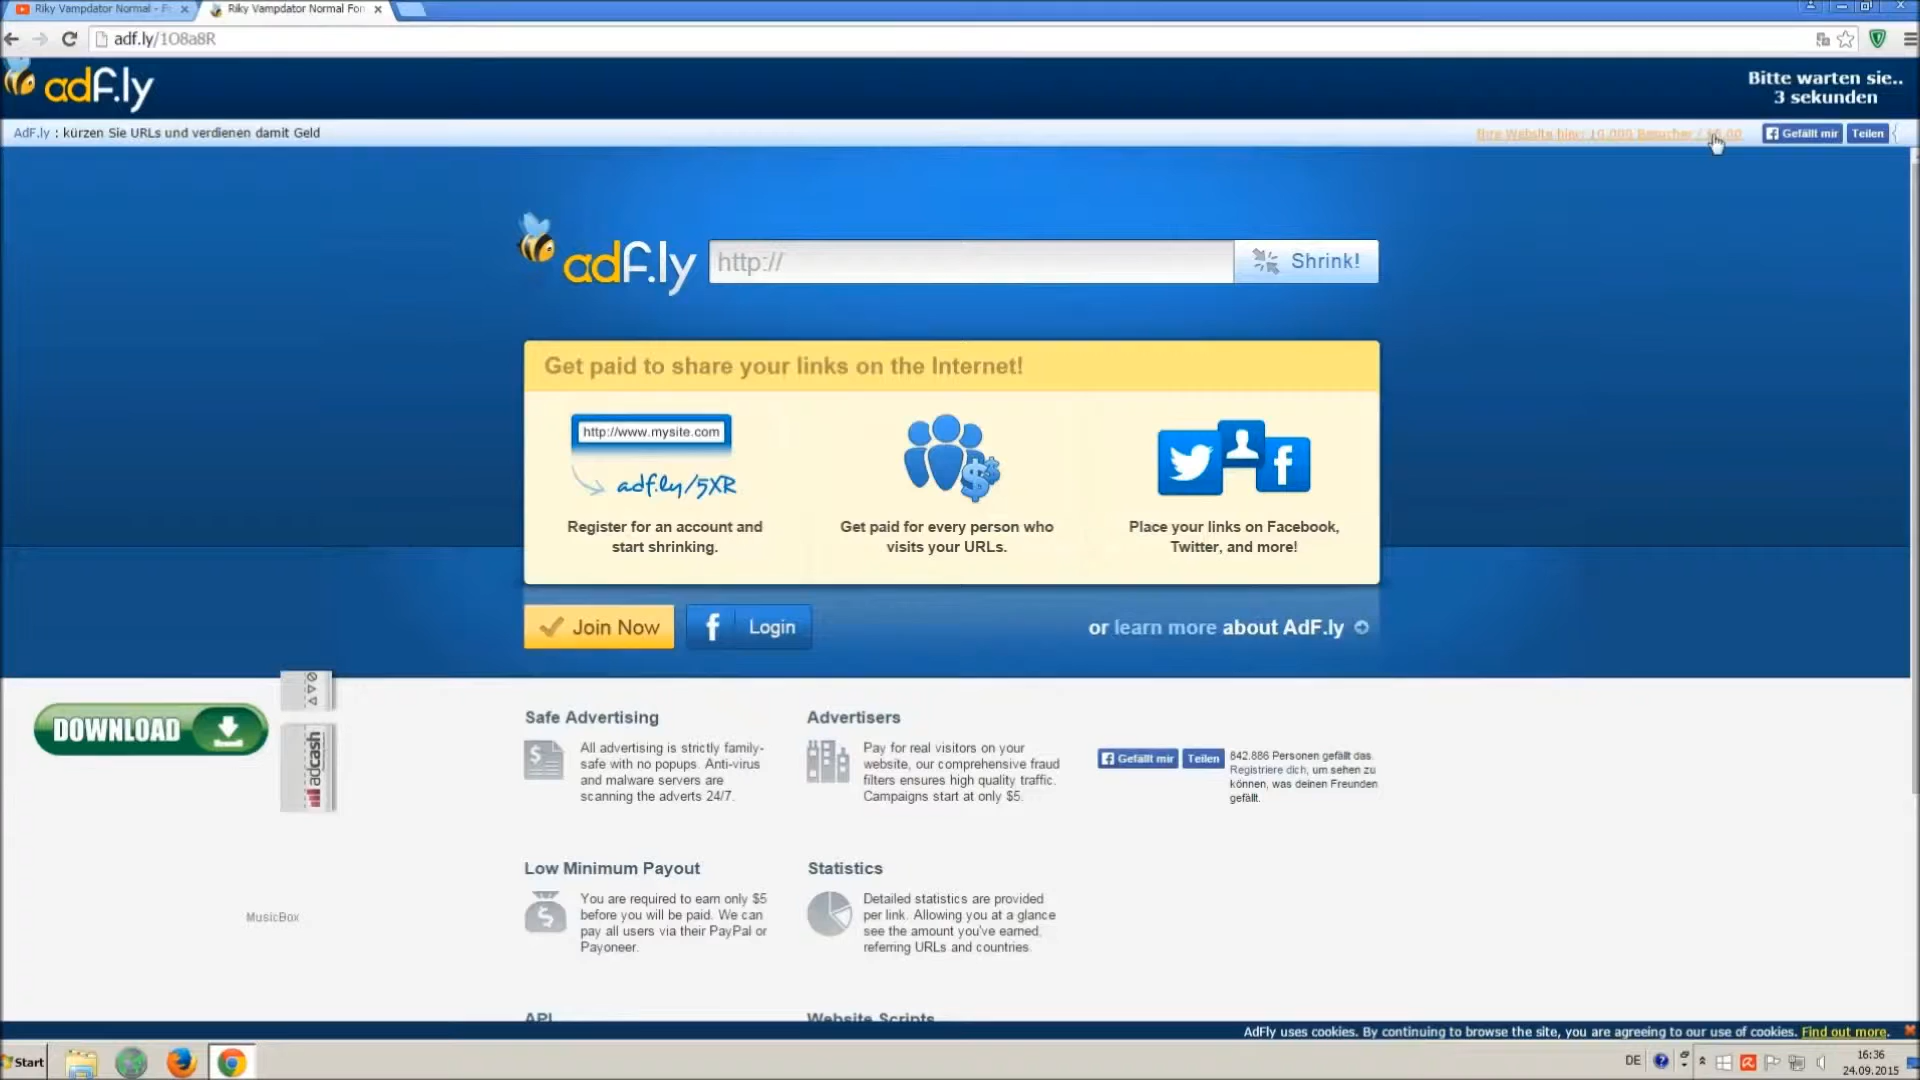 Riky Vampdator Normal - F
Riky Vampdator Normal For
adf.ly/1O8a8R
adf.ly
Bitte warten sie..
3 sekunden
AdF.ly : kürzen Sie URLs und verdienen damit Geld
Ihre Website hier: 10.000 Besucher /
Gefällt mir
Teilen
adf.ly
http://
Shrink!
Get paid to share your links on the Internet!
http://www.mysite.com
adf.ly/5XR
Register for an account and
start shrinking.
Get paid for every person who
visits your URLs.
Place your links on Facebook,
Twitter, and more!
Join Now
Login
or learn more about AdF.ly
DOWNLOAD
adcash
Safe Advertising
All advertising is strictly family-
safe with no popups. Anti-virus
and malware servers are
scanning the adverts 24/7.
Advertisers
Pay for real visitors on your
website, our comprehensive fraud
filters ensures high quality traffic.
Campaigns start at only $5.
Gefällt mir
Teilen
842.886 Personen gefällt das.
Registriere dich, um sehen zu
können, was deinen Freunden
gefällt.
Low Minimum Payout
You are required to earn only $5
before you will be paid. We can
pay all users via their PayPal or
Payoneer.
Statistics
Detailed statistics are provided
per link. Allowing you at a glance
see the amount you've earned,
referring URLs and countries.
MusicBox
API
Website Scripts
AdFly uses cookies. By continuing to browse the site, you are agreeing to our use of cookies. Find out more.
Start
DE
16:36
24.09.2015